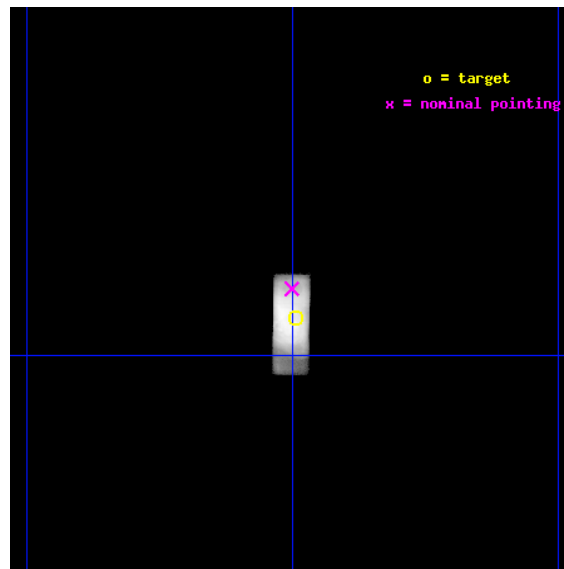 o = target
x = nominal pointing